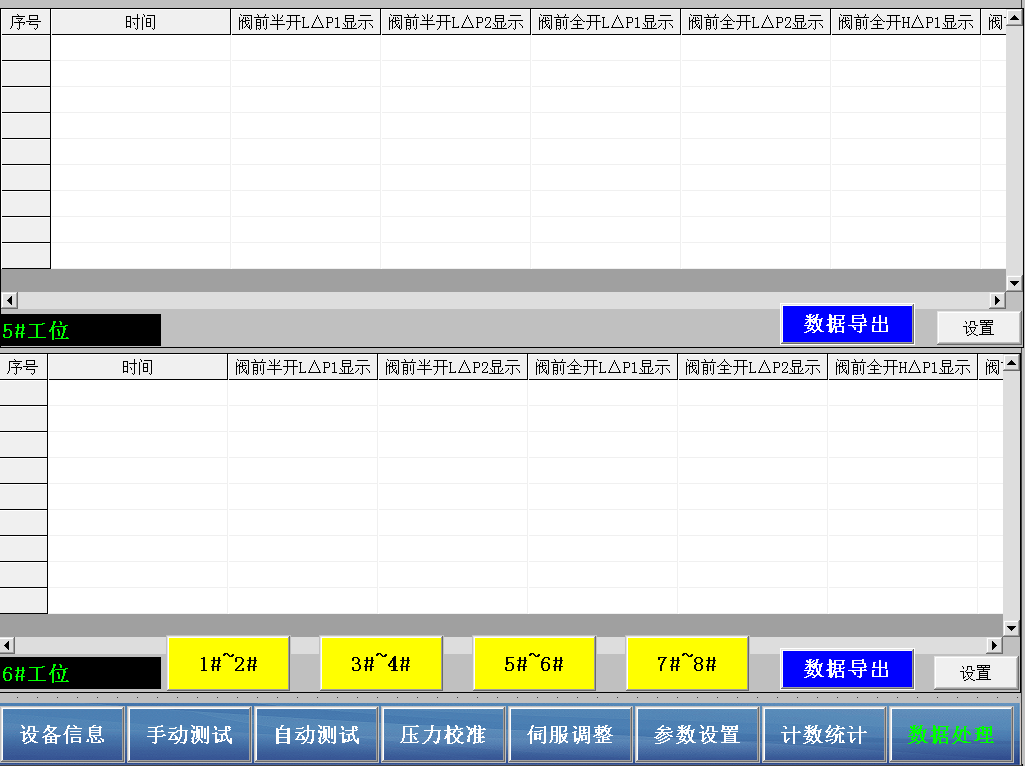 序号 时间 阀前半开L△P1显示 阀前半开L△P2显示 阀前全开L△P1显示 阀前全开L△P2显示 阀前全开H△P1显示 阀
5#工位 数据导出 设置
序号 时间 阀前半开L△P1显示 阀前半开L△P2显示 阀前全开L△P1显示 阀前全开L△P2显示 阀前全开H△P1显示 阀
6#工位 1#~2# 3#~4# 5#~6# 7#~8# 数据导出 设置
设备信息 手动测试 自动测试 压力校准 伺服调整 参数设置 计数统计 数据处理